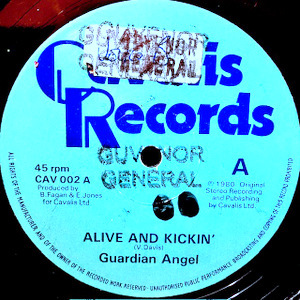 GUVENOR
GENERAL
Cavalis
Records
45 rpm
CAV 002 A
Produced by
B. Fagan & E. Jones
for Cavalis Ltd
GUVENOR
GENERAL
A
℗ 1980 Original
Stereo Recording
and Publishing
by Cavalis Ltd.
ALIVE AND KICKIN'
(V. Davis)
Guardian Angel
ALL RIGHTS OF THE MANUFACTURER AND OF THE OWNER OF THE RECORDED WORK RESERVED · UNAUTHORISED PUBLIC PERFORMANCE, BROADCASTING AND COPYING OF THIS RECORD PROHIBITED